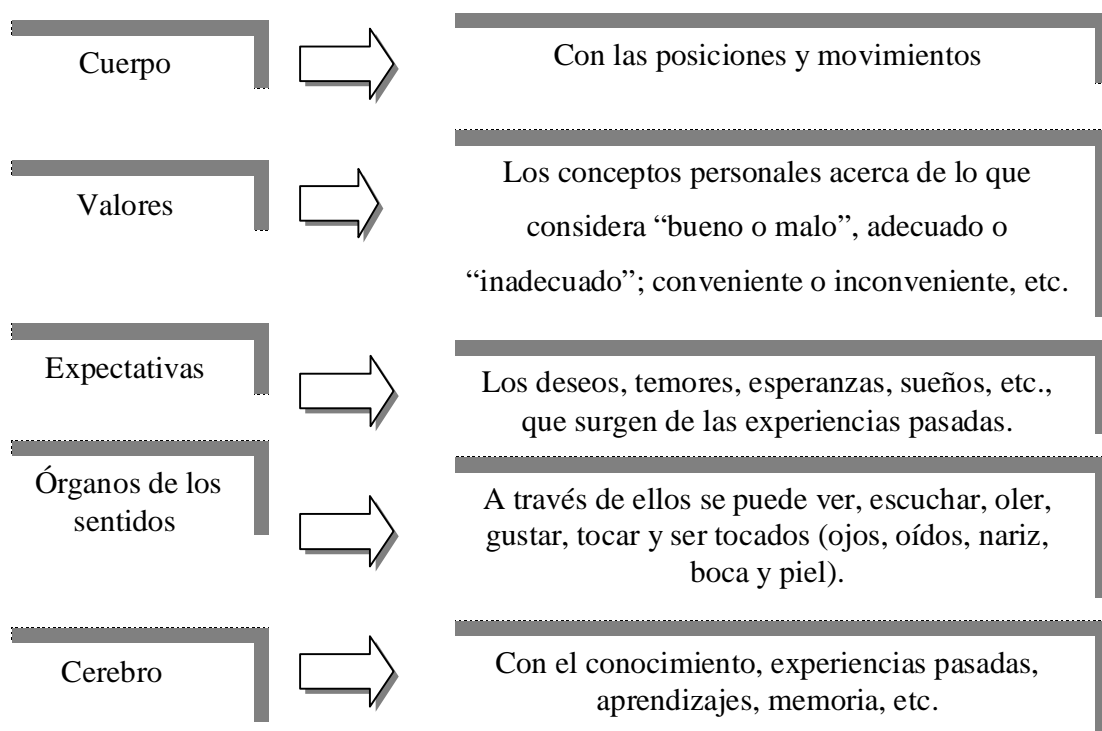 Cuerpo
Con las posiciones y movimientos
Valores
Los conceptos personales acerca de lo que
considera “bueno o malo”, adecuado o
“inadecuado”; conveniente o inconveniente, etc.
Expectativas
Los deseos, temores, esperanzas, sueños, etc.,
que surgen de las experiencias pasadas.
Órganos de los
sentidos
A través de ellos se puede ver, escuchar, oler,
gustar, tocar y ser tocados (ojos, oídos, nariz,
boca y piel).
Cerebro
Con el conocimiento, experiencias pasadas,
aprendizajes, memoria, etc.